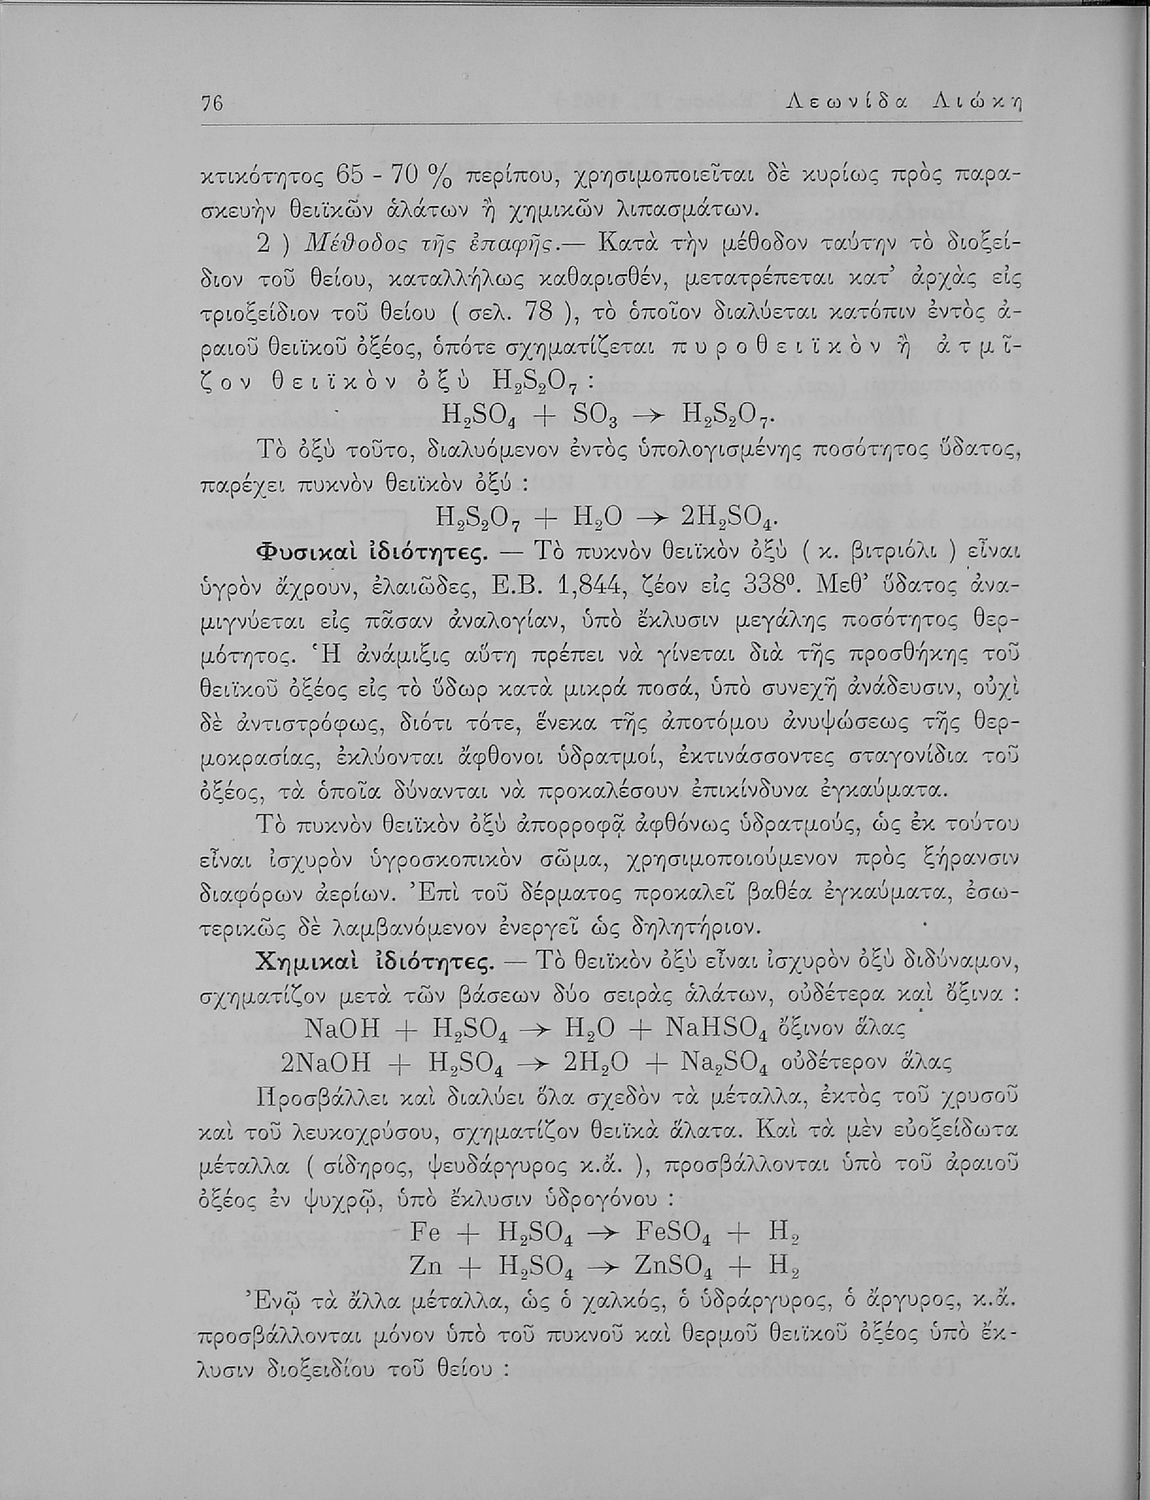 76 Λεωνίδα Λιώκη
κτικότητος 65 - 70 % περίπου, χρησιμοποιεῖται δὲ κυρίως πρὸς παρα-
σκευὴν θειϊκῶν ἁλάτων ἢ χημικῶν λιπασμάτων.
2 ) Μέθοδος τῆς ἐπαφῆς.— Κατὰ τὴν μέθοδον ταύτην τὸ διοξεί-
διον τοῦ θείου, καταλλήλως καθαρισθέν, μετατρέπεται κατ’ ἀρχὰς εἰς
τριοξείδιον τοῦ θείου ( σελ. 78 ), τὸ ὁποῖον διαλύεται κατόπιν ἐντὸς ἀ-
ραιοῦ θειϊκοῦ ὀξέος, ὁπότε σχηματίζεται πυροθειϊκὸν ἢ ἀτμῖ-
ζον θειϊκὸν ὀξὺ H₂S₂O₇ :
H₂SO₄ + SO₃ → H₂S₂O₇.
Τὸ ὀξὺ τοῦτο, διαλυόμενον ἐντὸς ὑπολογισμένης ποσότητος ὕδατος,
παρέχει πυκνὸν θειϊκὸν ὀξύ :
H₂S₂O₇ + H₂O → 2H₂SO₄.
Φυσικαὶ ἰδιότητες. — Τὸ πυκνὸν θειϊκὸν ὀξὺ ( κ. βιτριόλι ) εἶναι
ὑγρὸν ἄχρουν, ἐλαιῶδες, Ε.Β. 1,844, ζέον εἰς 338⁰. Μεθ’ ὕδατος ἀνα-
μιγνύεται εἰς πᾶσαν ἀναλογίαν, ὑπὸ ἔκλυσιν μεγάλης ποσότητος θερ-
μότητος. Ἡ ἀνάμιξις αὕτη πρέπει νὰ γίνεται διὰ τῆς προσθήκης τοῦ
θειϊκοῦ ὀξέος εἰς τὸ ὕδωρ κατὰ μικρά ποσά, ὑπὸ συνεχῆ ἀνάδευσιν, οὐχὶ
δὲ ἀντιστρόφως, διότι τότε, ἕνεκα τῆς ἀποτόμου ἀνυψώσεως τῆς θερ-
μοκρασίας, ἐκλύονται ἄφθονοι ὑδρατμοί, ἐκτινάσσοντες σταγονίδια τοῦ
ὀξέος, τὰ ὁποῖα δύνανται νὰ προκαλέσουν ἐπικίνδυνα ἐγκαύματα.
Τὸ πυκνὸν θειϊκὸν ὀξὺ ἀπορροφᾷ ἀφθόνως ὑδρατμούς, ὡς ἐκ τούτου
εἶναι ἰσχυρὸν ὑγροσκοπικὸν σῶμα, χρησιμοποιούμενον πρὸς ξήρανσιν
διαφόρων ἀερίων. Ἐπὶ τοῦ δέρματος προκαλεῖ βαθέα ἐγκαύματα, ἐσω-
τερικῶς δὲ λαμβανόμενον ἐνεργεῖ ὡς δηλητήριον.
Χημικαὶ ἰδιότητες. — Τὸ θειϊκὸν ὀξὺ εἶναι ἰσχυρὸν ὀξὺ διδύναμον,
σχηματίζον μετὰ τῶν βάσεων δύο σειρὰς ἁλάτων, οὐδέτερα καὶ ὄξινα :
NaOH + H₂SO₄ → H₂O + NaHSO₄ ὄξινον ἅλας
2NaOH + H₂SO₄ → 2H₂O + Na₂SO₄ οὐδέτερον ἅλας
Προσβάλλει καὶ διαλύει ὅλα σχεδὸν τὰ μέταλλα, ἐκτὸς τοῦ χρυσοῦ
καὶ τοῦ λευκοχρύσου, σχηματίζον θειϊκὰ ἅλατα. Καὶ τὰ μὲν εὐοξείδωτα
μέταλλα ( σίδηρος, ψευδάργυρος κ.ἄ. ), προσβάλλονται ὑπὸ τοῦ ἀραιοῦ
ὀξέος ἐν ψυχρῷ, ὑπὸ ἔκλυσιν ὑδρογόνου :
Fe + H₂SO₄ → FeSO₄ + H₂
Zn + H₂SO₄ → ZnSO₄ + H₂
Ἐνῷ τὰ ἄλλα μέταλλα, ὡς ὁ χαλκός, ὁ ὑδράργυρος, ὁ ἄργυρος, κ.ἄ.
προσβάλλονται μόνον ὑπὸ τοῦ πυκνοῦ καὶ θερμοῦ θειϊκοῦ ὀξέος ὑπὸ ἔκ-
λυσιν διοξειδίου τοῦ θείου :